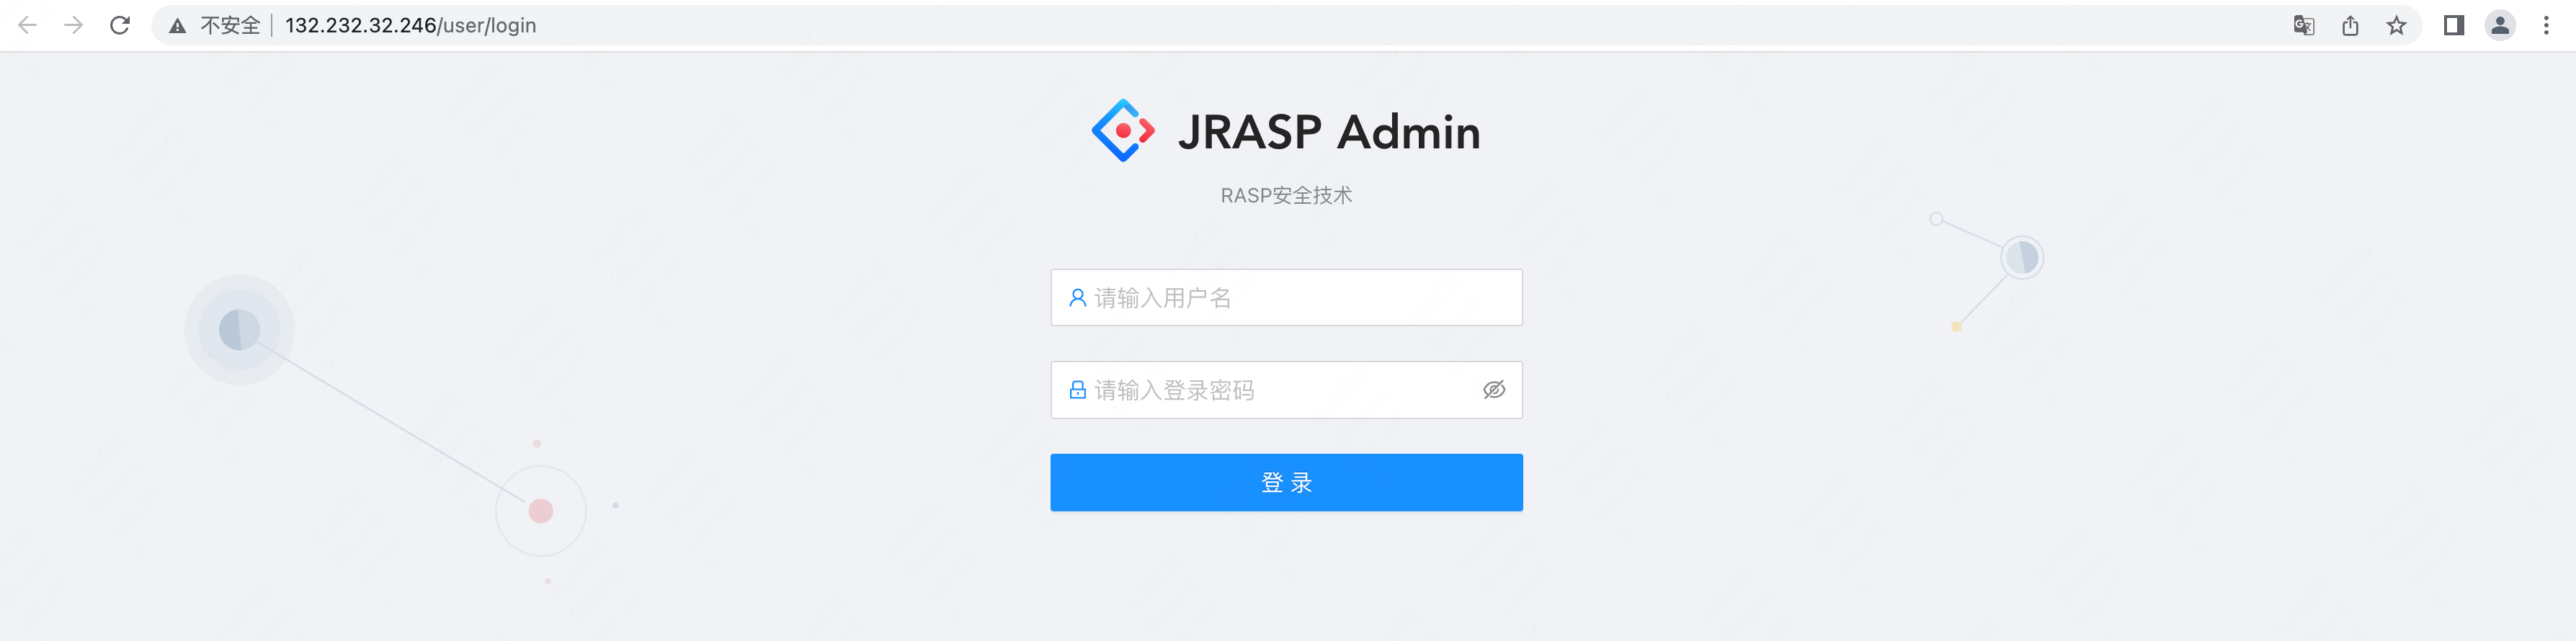 不安全 | 132.232.32.246/user/login
JRASP Admin
RASP安全技术
请输入用户名
请输入登录密码
登 录